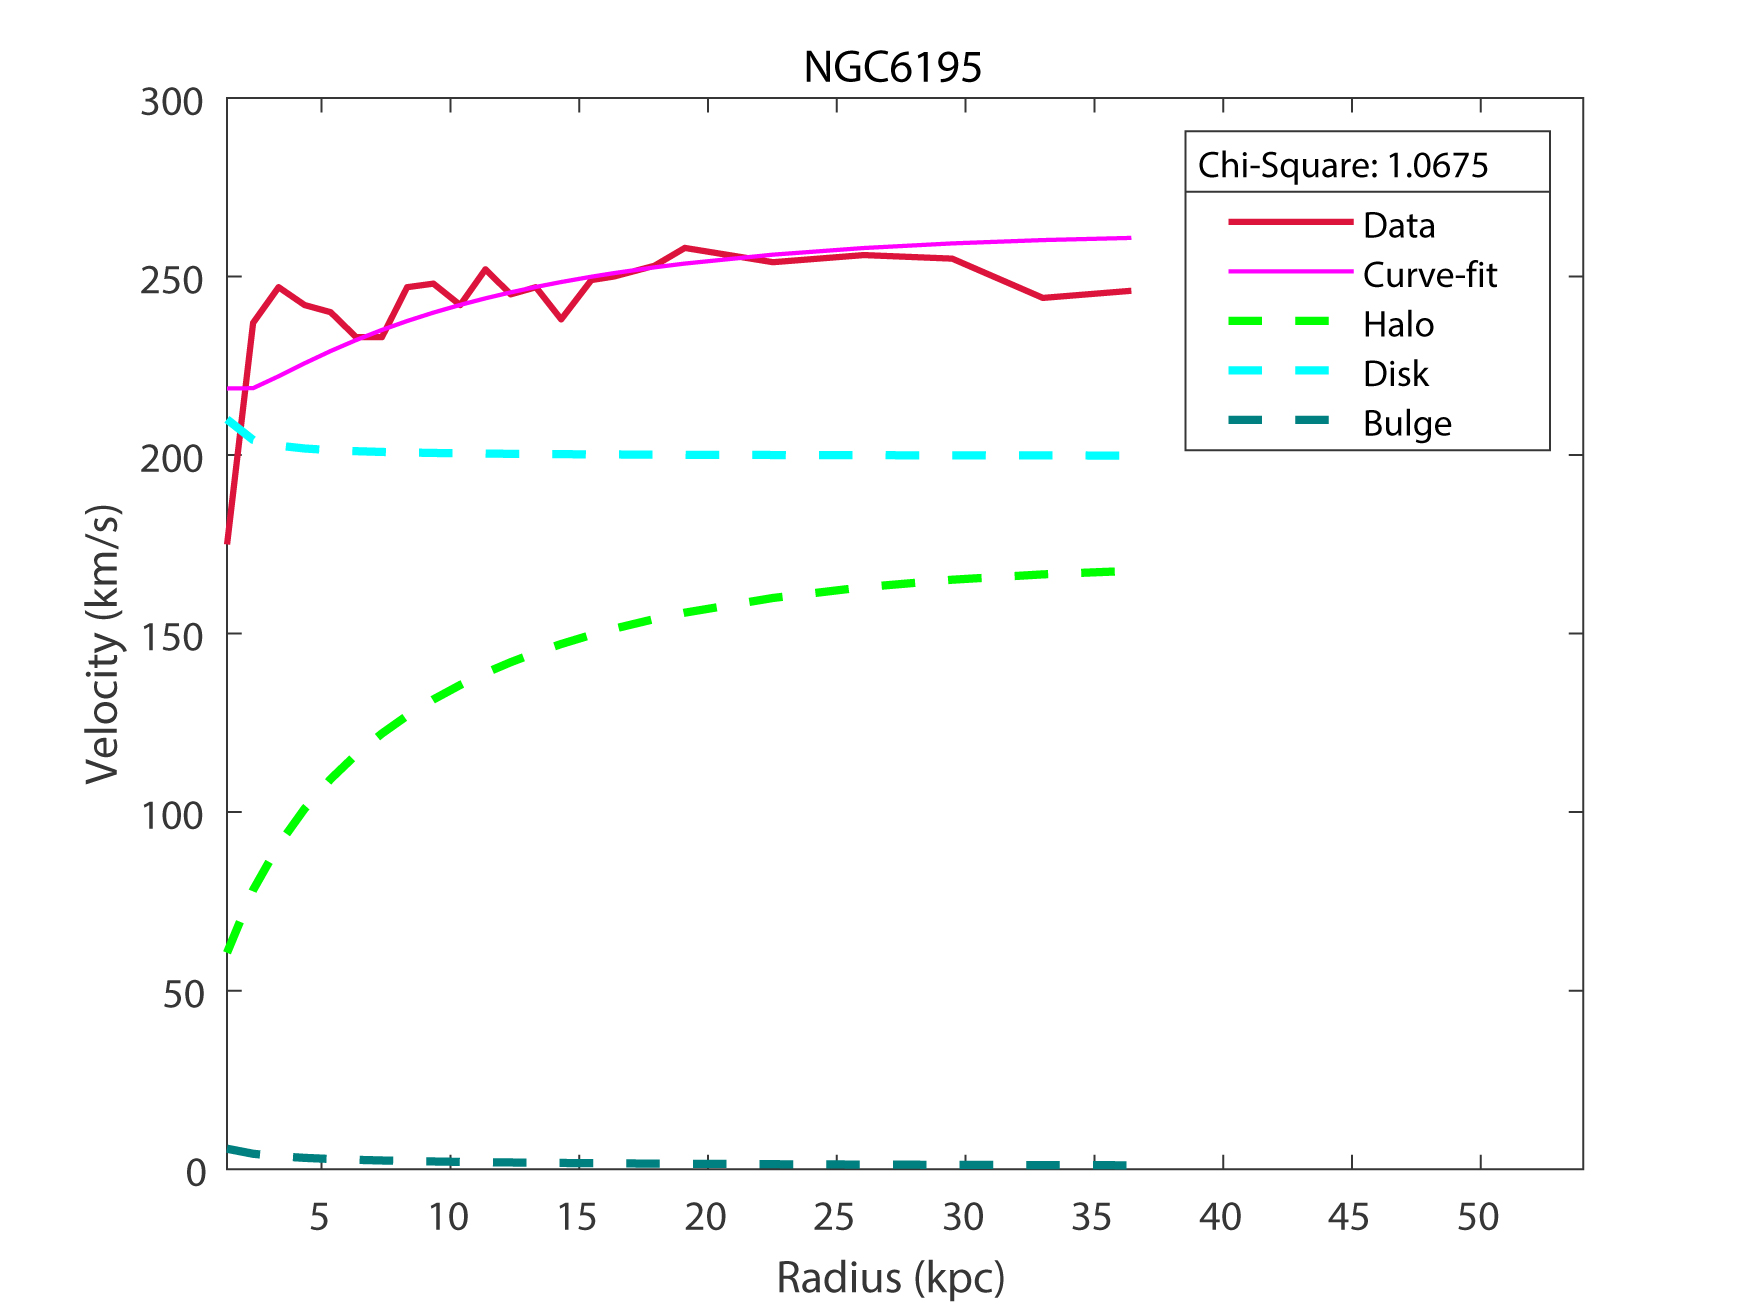 NGC6195
300
250
200
150
100
50
0
Velocity (km/s)
Chi-Square: 1.0675
Data
Curve-fit
Halo
Disk
Bulge
5 10 15 20 25 30 35 40 45 50
Radius (kpc)